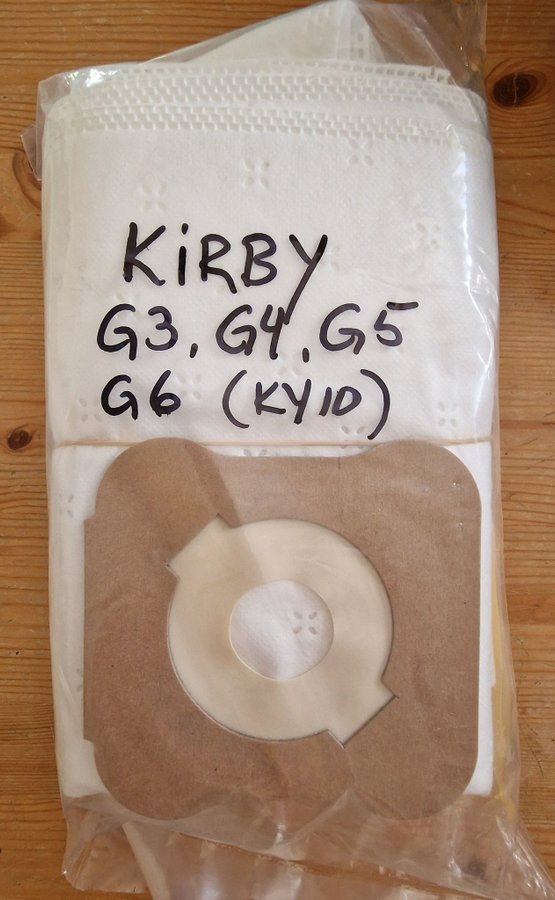 KiRBY
G3, G4, G5
G6 (KY10)